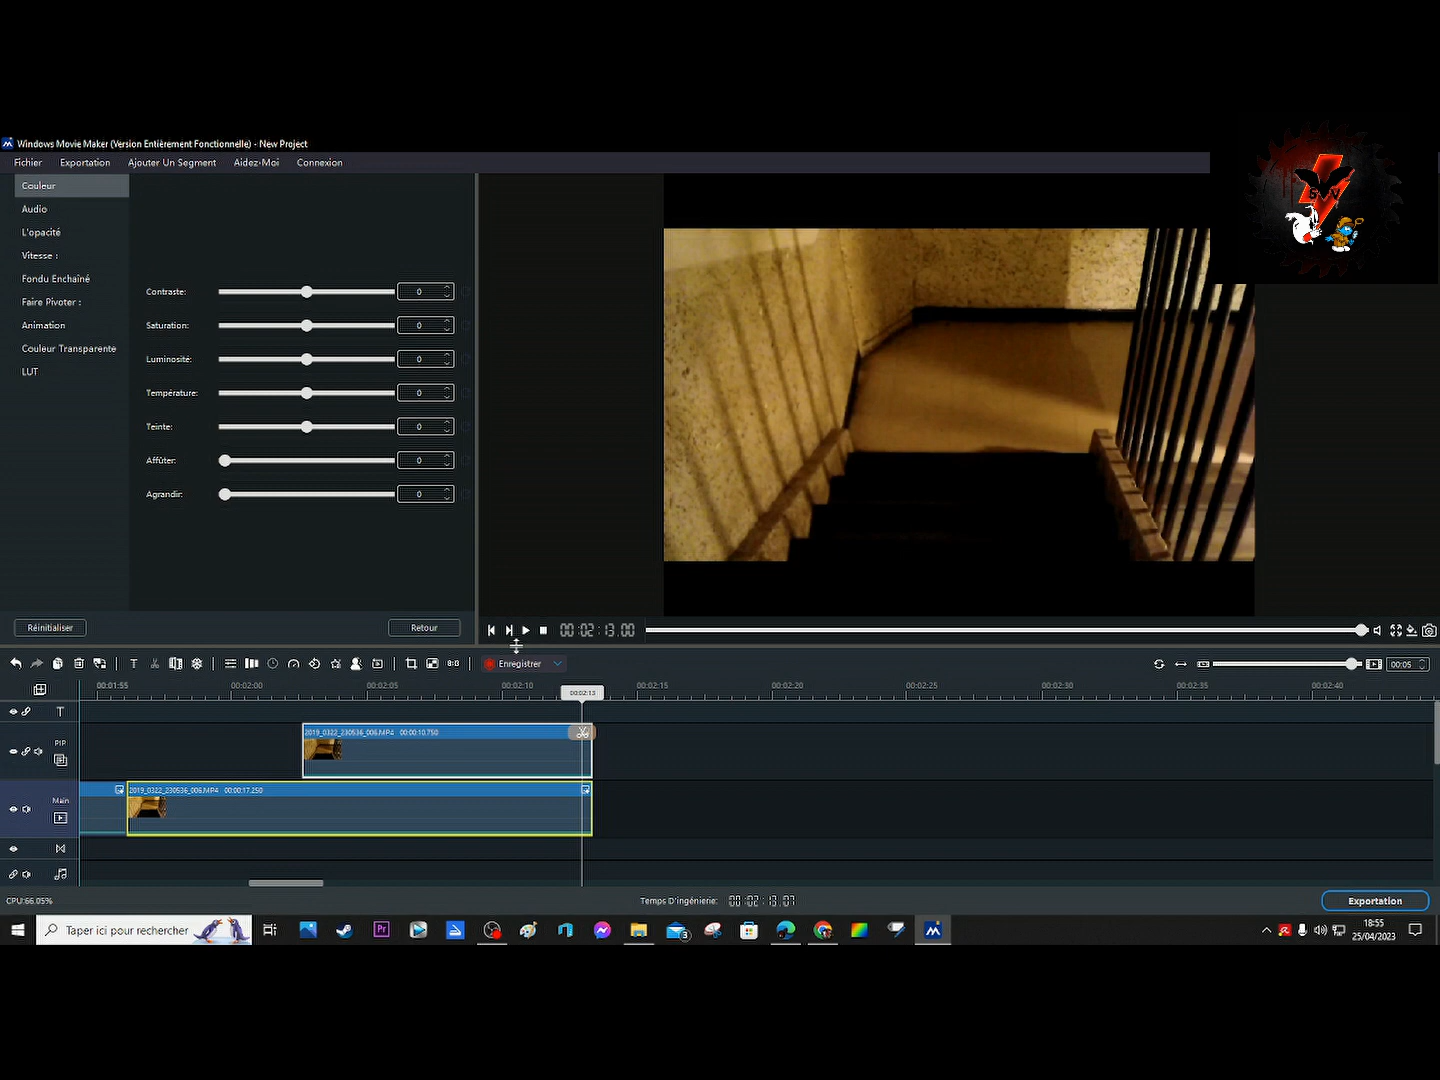 Windows Movie Maker (Version Entièrement Fonctionnelle) - New Project
Fichier Exportation Ajouter Un Segment Aidez-Moi Connexion
Couleur
Audio
L'opacité
Vitesse :
Fondu Enchaîné
Faire Pivoter :
Animation
Couleur Transparente
LUT
Contraste: 0
Saturation: 0
Luminosité: 0
Température: 0
Teinte: 0
Affûter: 0
Agrandir: 0
Réinitialiser Retour
00:02:13.00
T Enregistrer 00:05
00:01:55 00:02:00 00:02:05 00:02:10 00:02:13 00:02:15 00:02:20 00:02:25 00:02:30 00:02:35 00:02:40
T
PIP 2019_0322_230536_006.MP4 00:00:10.750
Main 2019_0322_230536_006.MP4 00:00:17.250
CPU:66.05% Temps D'ingénierie: 00:02:13.07 Exportation
Taper ici pour rechercher Pr 3 18:55
25/04/2023